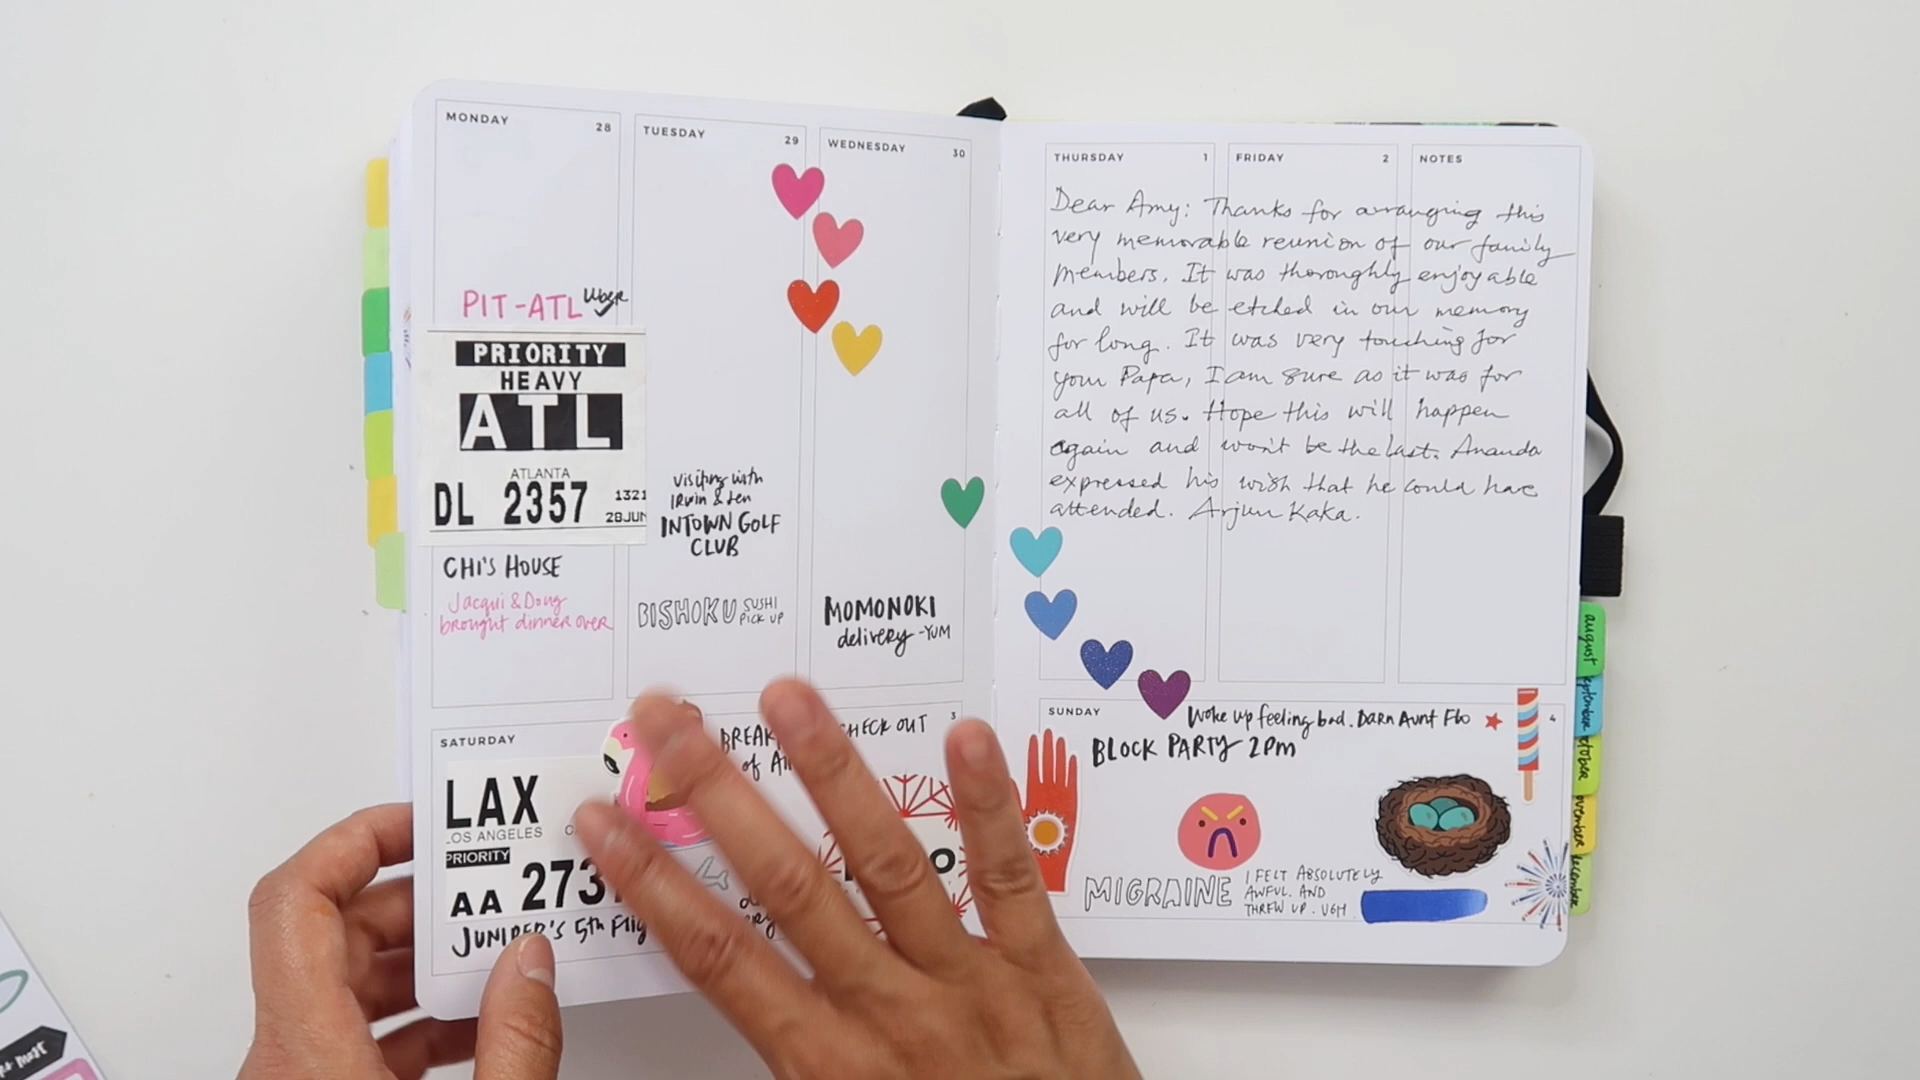 MONDAY 28
PIT-ATL Uber
PRIORITY
HEAVY
ATL
ATLANTA
DL 2357 1321
28JUN
CHI'S HOUSE
Jacqui & Doug
brought dinner over
TUESDAY 29
visiting with
Irwin & Jen
INTOWN GOLF
CLUB
BISHOKU SUSHI
PICK UP
WEDNESDAY 30
MOMONOKI
delivery - YUM
THURSDAY 1
FRIDAY 2
NOTES
Dear Amy: Thanks for arranging this
very memorable reunion of our family
members. It was thoroughly enjoyable
and will be etched in our memory
for long. It was very touching for
your Papa, I am sure as it was for
all of us. Hope this will happen
again and won't be the last. Ananda
expressed his wish that he could have
attended. Arjun Kaka.
SATURDAY 3
CHECK OUT
of
LAX
LOS ANGELES
PRIORITY
AA 273
JUNIPER'S 5th
SUNDAY 4
Woke up feeling bad. Darn Aunt Flo
BLOCK PARTY 2pm
MIGRAINE
I FELT ABSOLUTELY
AWFUL. AND
THREW UP. UGH
august
september
october
november
december
must